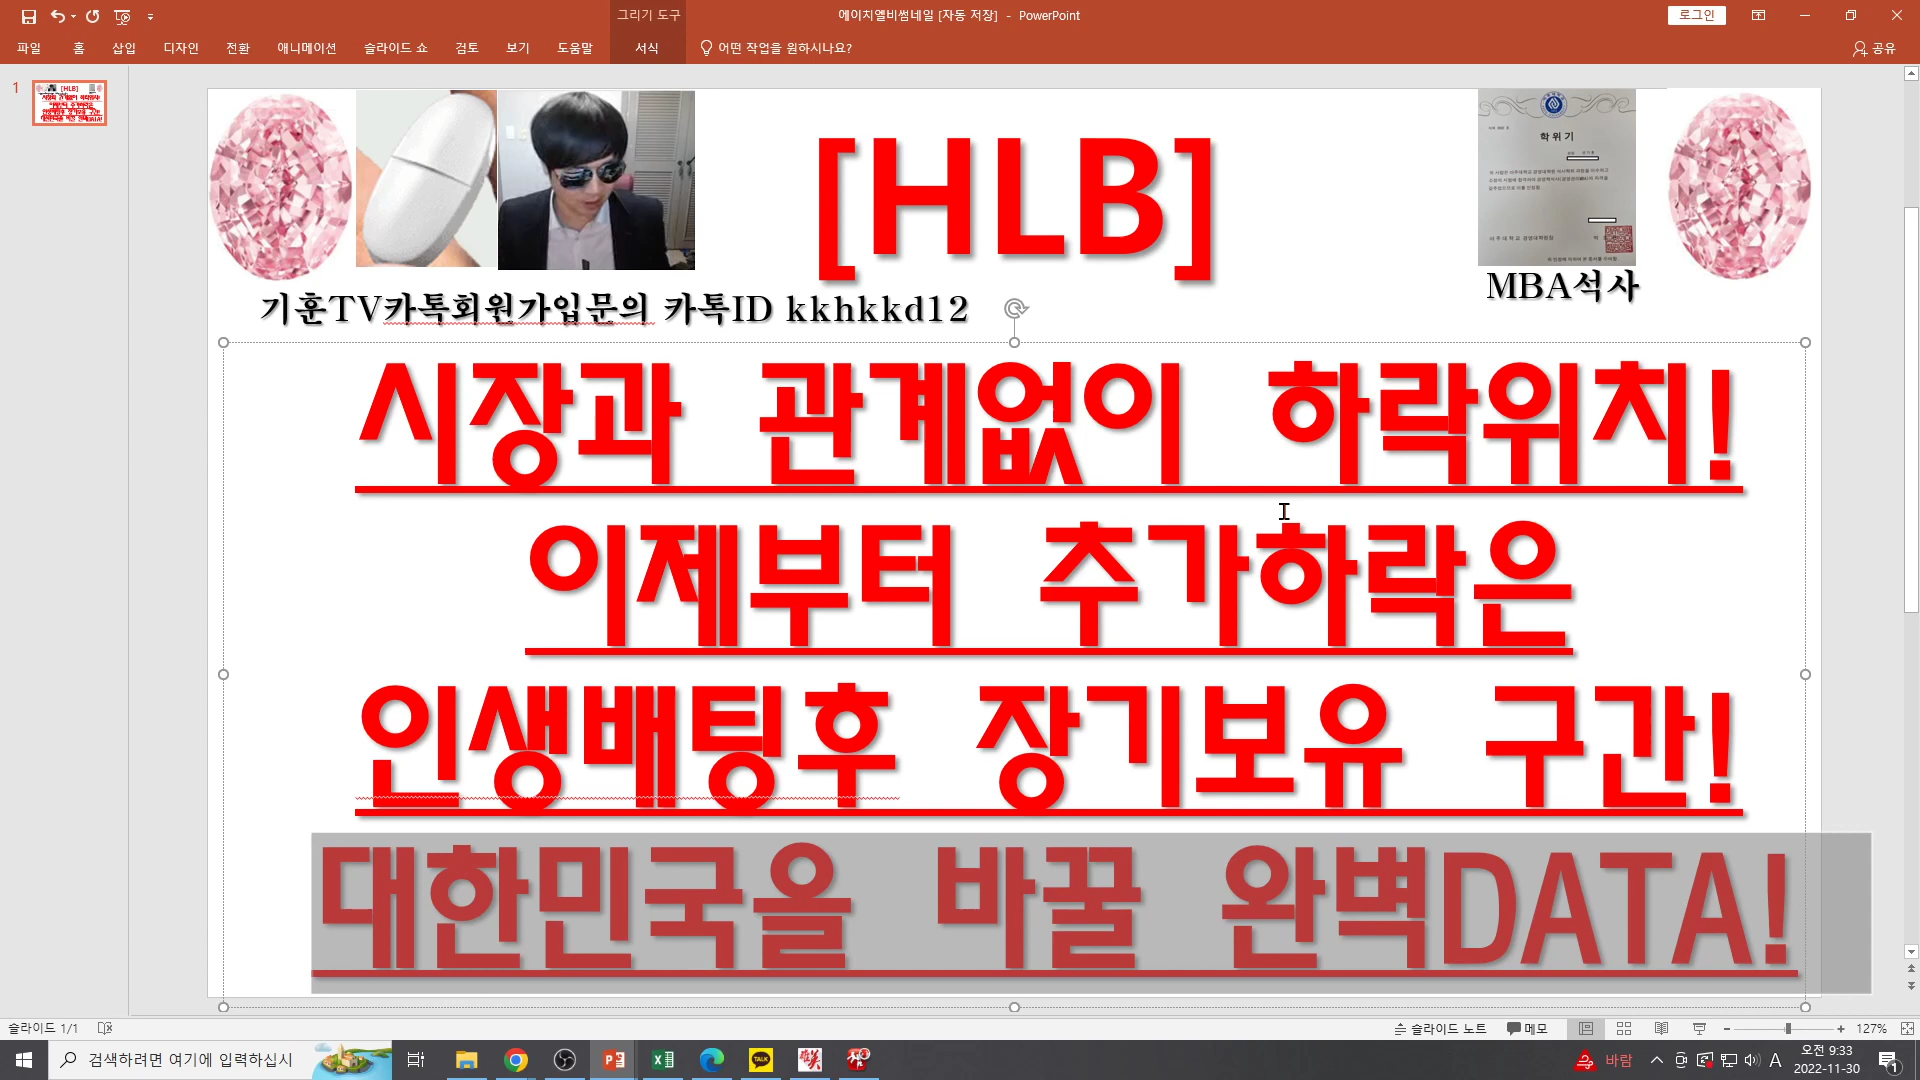 그리기 도구
에이치앨비썸네일 [자동 저장] - PowerPoint
로그인
파일 홈 삽입 디자인 전환 애니메이션 슬라이드 쇼 검토 보기 도움말 서식 어떤 작업을 원하시나요? 공유
1
[HLB]
학 위 기
MBA석사
기훈TV카톡회원가입문의 카톡ID kkhkkd12
시장과 관계없이 하락위치!
이제부터 추가하락은
인생배팅후 장기보유 구간!
대한민국을 바꿀 완벽DATA!
슬라이드 1/1
슬라이드 노트 메모 127%
검색하려면 여기에 입력하십시
TALK
바람
A
오전 9:33
2022-11-30
1